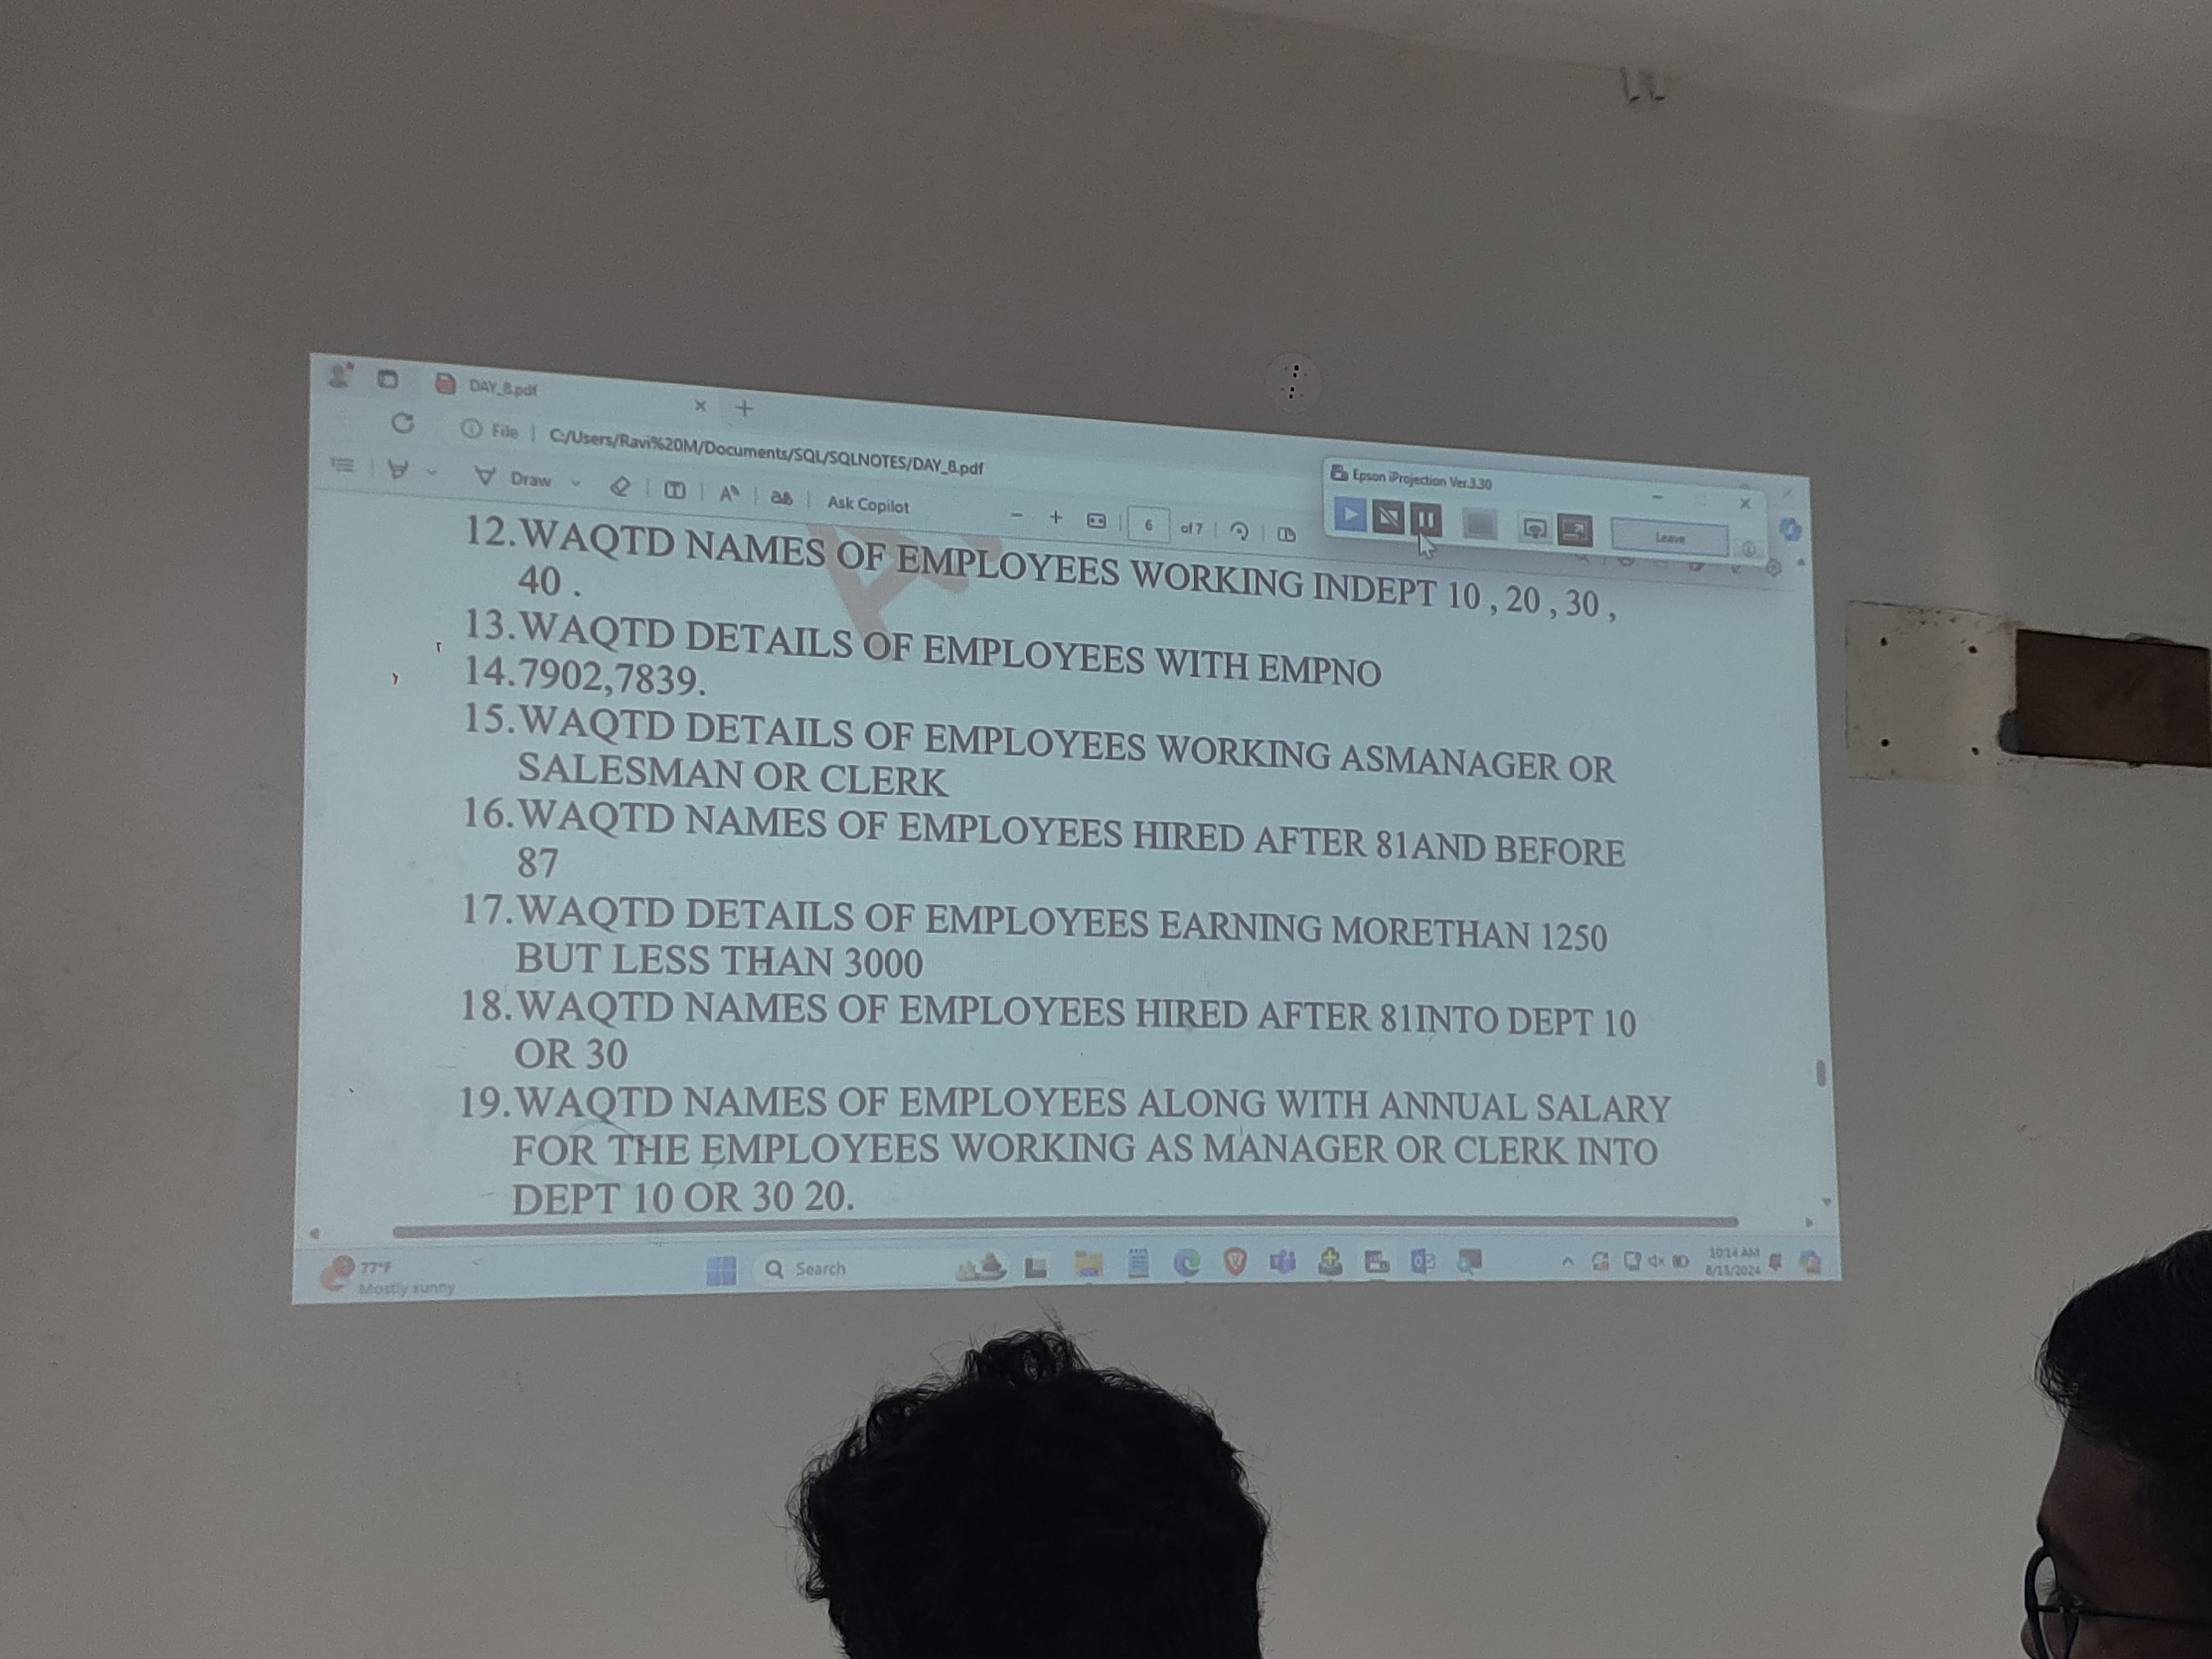 DAY_8.pdf
File | C:/Users/Ravi%20M/Documents/SQL/SQLNOTES/DAY_8.pdf
Epson iProjection Ver.3.30
Draw
Ask Copilot
6 of 7
Leave
12.WAQTD NAMES OF EMPLOYEES WORKING INDEPT 10 , 20 , 30 ,
40 .
13.WAQTD DETAILS OF EMPLOYEES WITH EMPNO
14.7902,7839.
15.WAQTD DETAILS OF EMPLOYEES WORKING ASMANAGER OR
SALESMAN OR CLERK
16.WAQTD NAMES OF EMPLOYEES HIRED AFTER 81AND BEFORE
87
17.WAQTD DETAILS OF EMPLOYEES EARNING MORETHAN 1250
BUT LESS THAN 3000
18.WAQTD NAMES OF EMPLOYEES HIRED AFTER 81INTO DEPT 10
OR 30
19.WAQTD NAMES OF EMPLOYEES ALONG WITH ANNUAL SALARY
FOR THE EMPLOYEES WORKING AS MANAGER OR CLERK INTO
DEPT 10 OR 30 20.
77°F
Mostly sunny
Search
10:14 AM